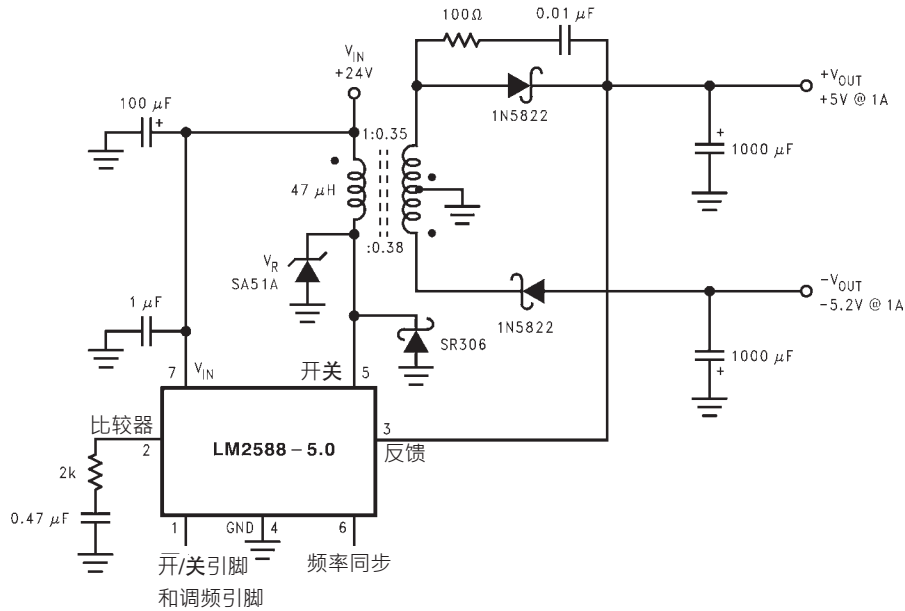 100Ω
0.01 μF
V_IN
+24V
+V_OUT
+5V @ 1A
1N5822
100 μF
+
1:0.35
+
1000 μF
47 μH
:0.38
V_R
SA51A
−V_OUT
−5.2V @ 1A
1 μF
1N5822
SR306
1000 μF
+
7
V_IN
开关
5
比较器
2
LM2588 – 5.0
3
反馈
2k
0.47 μF
1
GND
4
6
开/关引脚
和调频引脚
频率同步